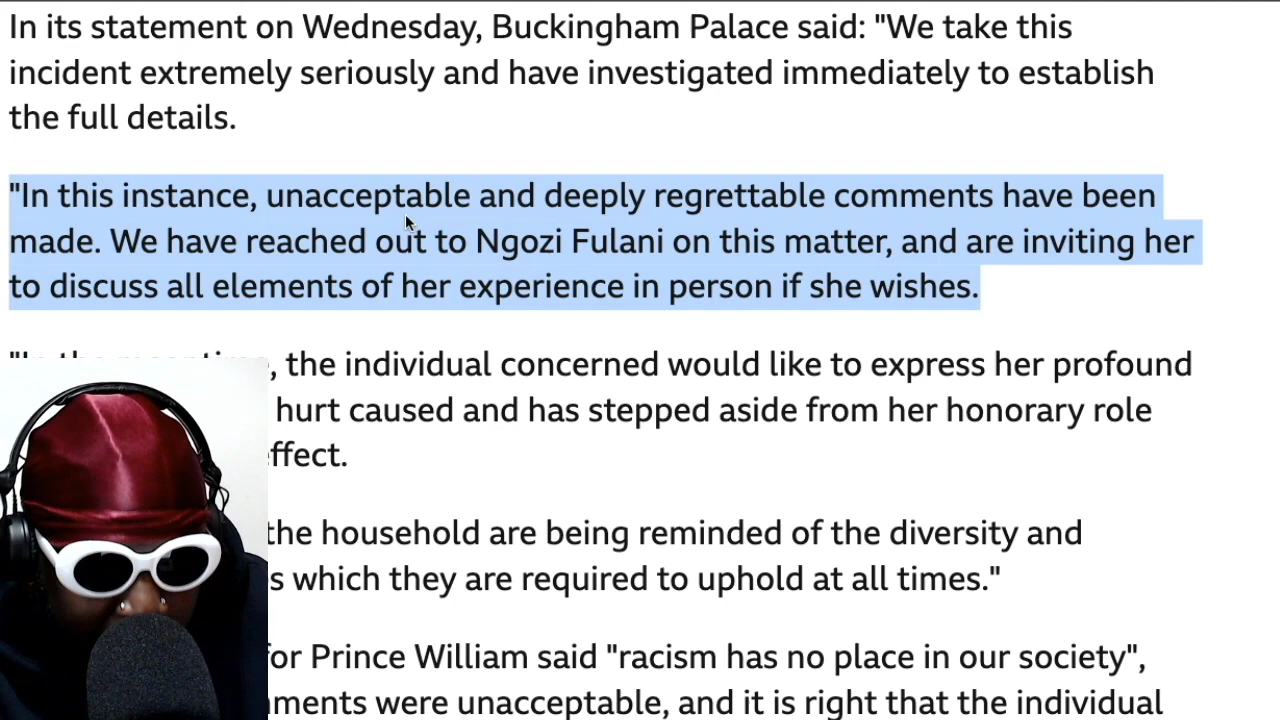 In its statement on Wednesday, Buckingham Palace said: "We take this
incident extremely seriously and have investigated immediately to establish
the full details.
"In this instance, unacceptable and deeply regrettable comments have been
made. We have reached out to Ngozi Fulani on this matter, and are inviting her
to discuss all elements of her experience in person if she wishes.
, the individual concerned would like to express her profound
hurt caused and has stepped aside from her honorary role
effect.
the household are being reminded of the diversity and
s which they are required to uphold at all times."
for Prince William said "racism has no place in our society",
were unacceptable, and it is right that the individual